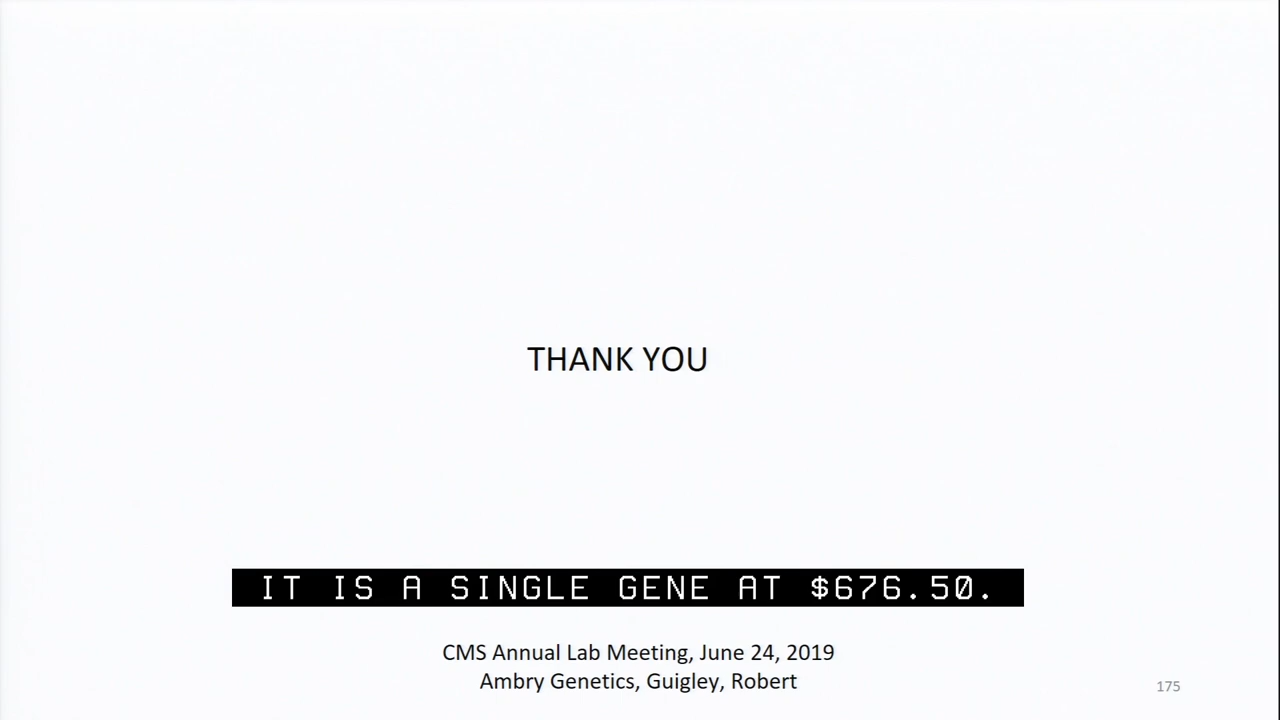 THANK YOU
IT IS A SINGLE GENE AT $676.50.
CMS Annual Lab Meeting, June 24, 2019
Ambry Genetics, Guigley, Robert
175